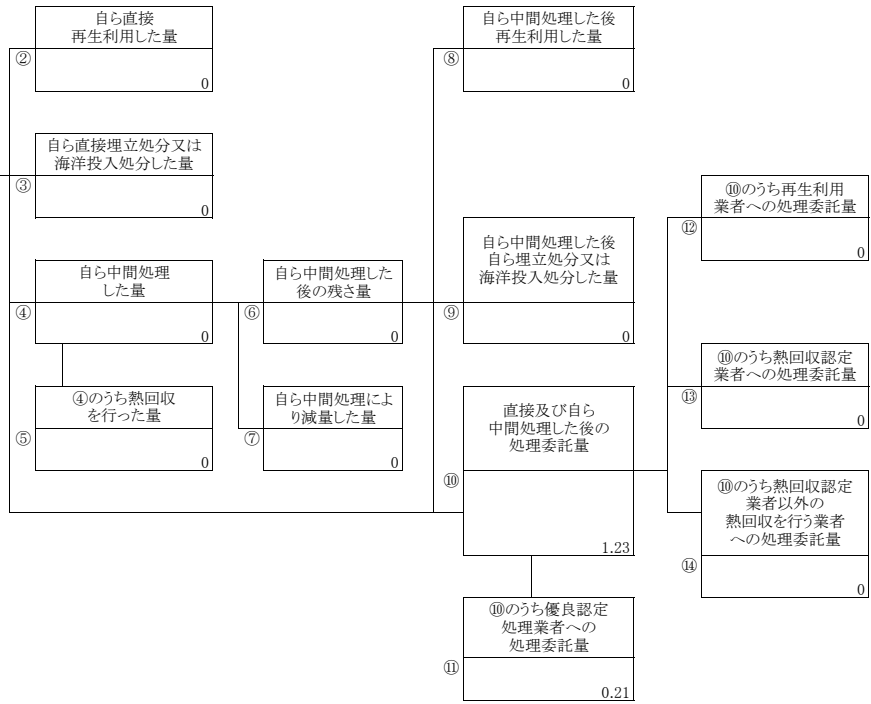 自ら直接
再生利用した量
②
0
自ら直接埋立処分又は
海洋投入処分した量
③
0
自ら中間処理
した量
④
0
④のうち熱回収
を行った量
⑤
0
自ら中間処理した
後の残さ量
⑥
0
自ら中間処理によ
り減量した量
⑦
0
自ら中間処理した後
再生利用した量
⑧
0
自ら中間処理した後
自ら埋立処分又は
海洋投入処分した量
⑨
0
直接及び自ら
中間処理した後の
処理委託量
⑩
1.23
⑩のうち優良認定
処理業者への
処理委託量
⑪
0.21
⑩のうち再生利用
業者への処理委託量
⑫
0
⑩のうち熱回収認定
業者への処理委託量
⑬
0
⑩のうち熱回収認定
業者以外の
熱回収を行う業者
への処理委託量
⑭
0